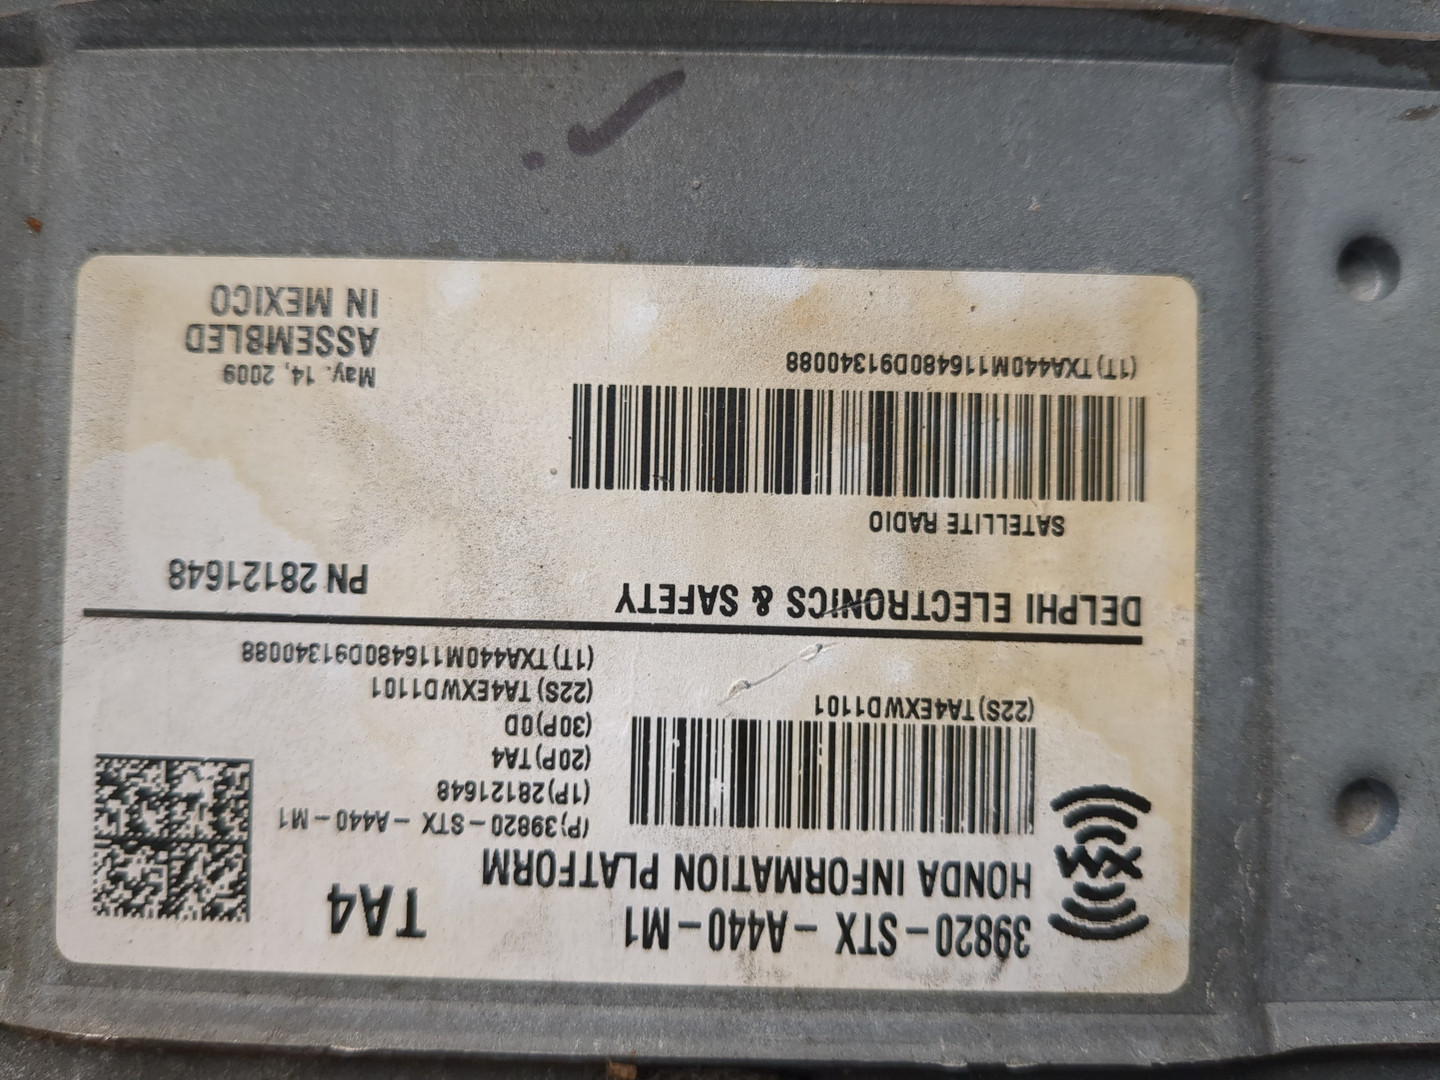 39820-STX-A440-M1
HONDA INFORMATION PLATFORM
TA4
XM
(22S)TA4EXWD1101
(P)39820-STX-A440-M1
(1P)28121648
(20P)TA4
(30P)0D
(22S)TA4EXWD1101
(1T)TXA440M116480D91340088
DELPHI ELECTRONICS & SAFETY
PN 28121648
SATELLITE RADIO
(1T)TXA440M116480D91340088
May. 14, 2009
ASSEMBLED
IN MEXICO